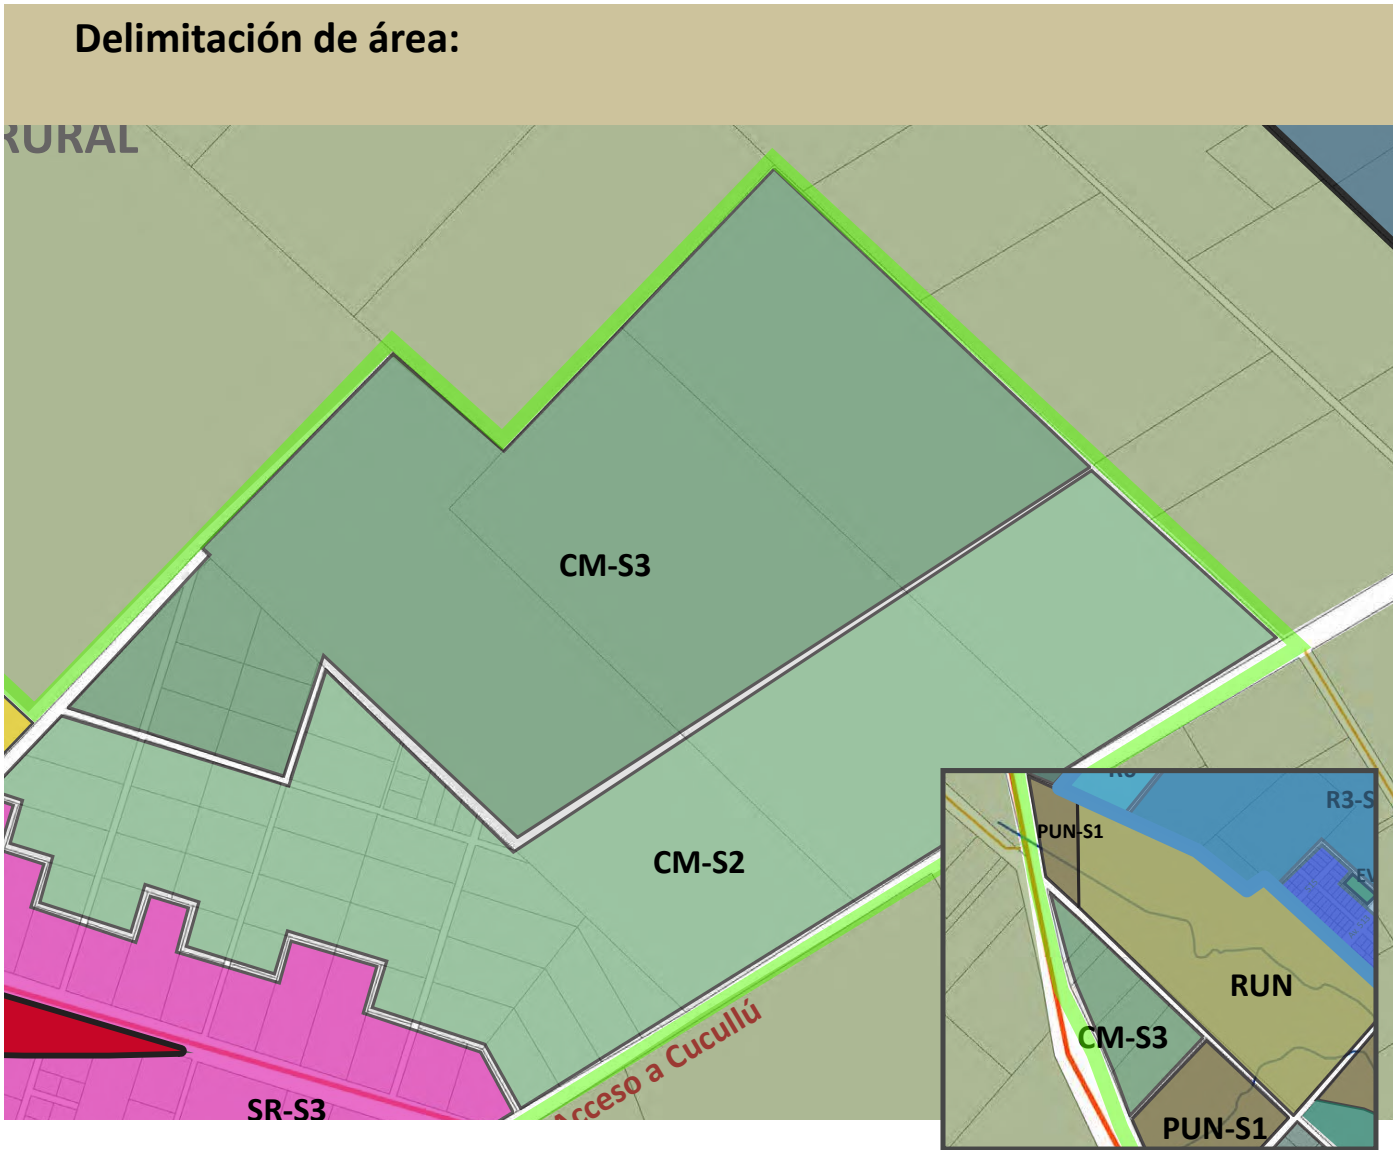 Delimitación de área:
RURAL
CM-S3
CM-S2
SR-S3
Acceso a Cucullú
R3-S
PUN-S1
RUN
CM-S3
PUN-S1